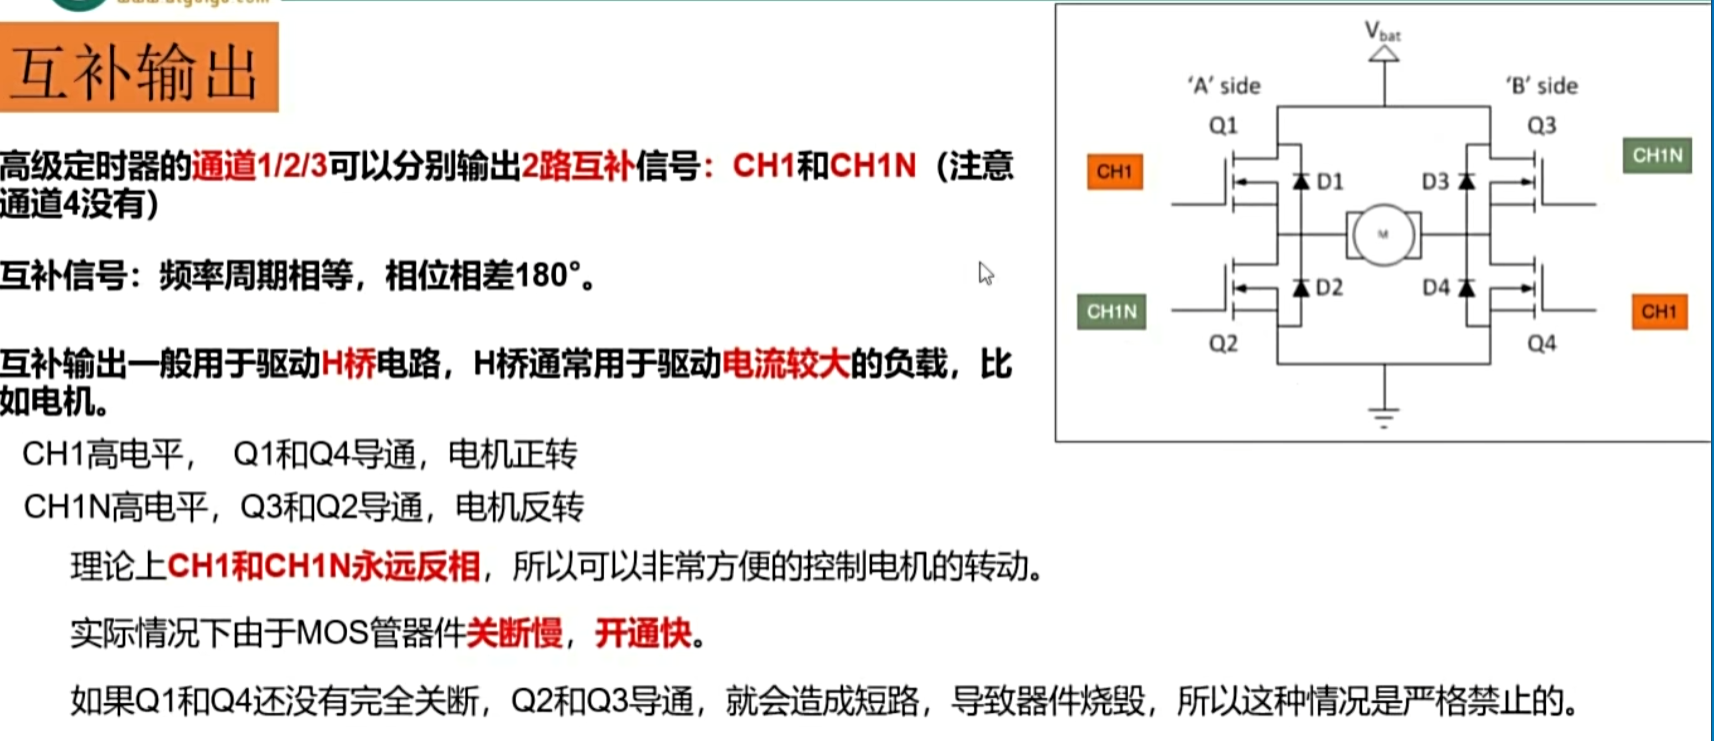 互补输出
高级定时器的通道1/2/3可以分别输出2路互补信号：CH1和CH1N（注意
通道4没有）
互补信号：频率周期相等，相位相差180°。
互补输出一般用于驱动H桥电路，H桥通常用于驱动电流较大的负载，比
如电机。
CH1高电平， Q1和Q4导通，电机正转
CH1N高电平，Q3和Q2导通，电机反转
理论上CH1和CH1N永远反相，所以可以非常方便的控制电机的转动。
实际情况下由于MOS管器件关断慢，开通快。
如果Q1和Q4还没有完全关断，Q2和Q3导通，就会造成短路，导致器件烧毁，所以这种情况是严格禁止的。
Vbat
'A' side
'B' side
Q1
Q3
CH1
CH1N
D1
D3
M
D2
D4
CH1N
CH1
Q2
Q4